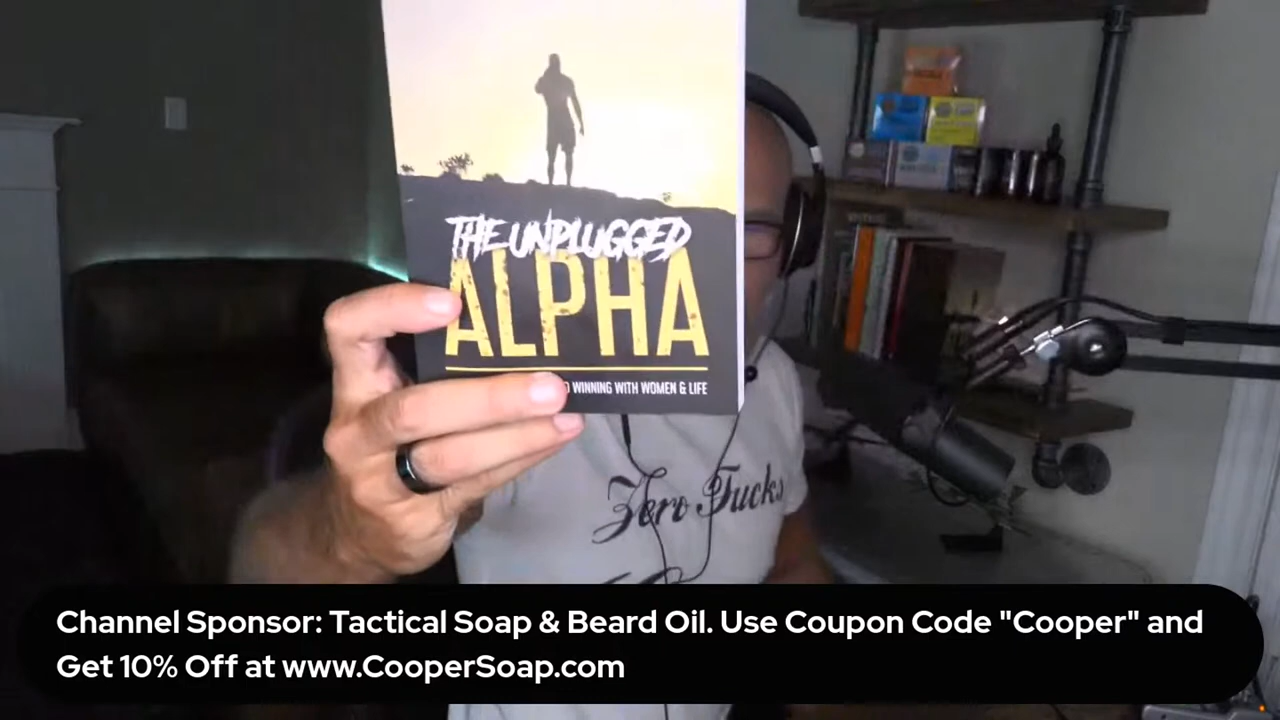 THE UNPLUGGED
ALPHA
WINNING WITH WOMEN & LIFE
Zero Fucks
Channel Sponsor: Tactical Soap & Beard Oil. Use Coupon Code "Cooper" and
Get 10% Off at www.CooperSoap.com